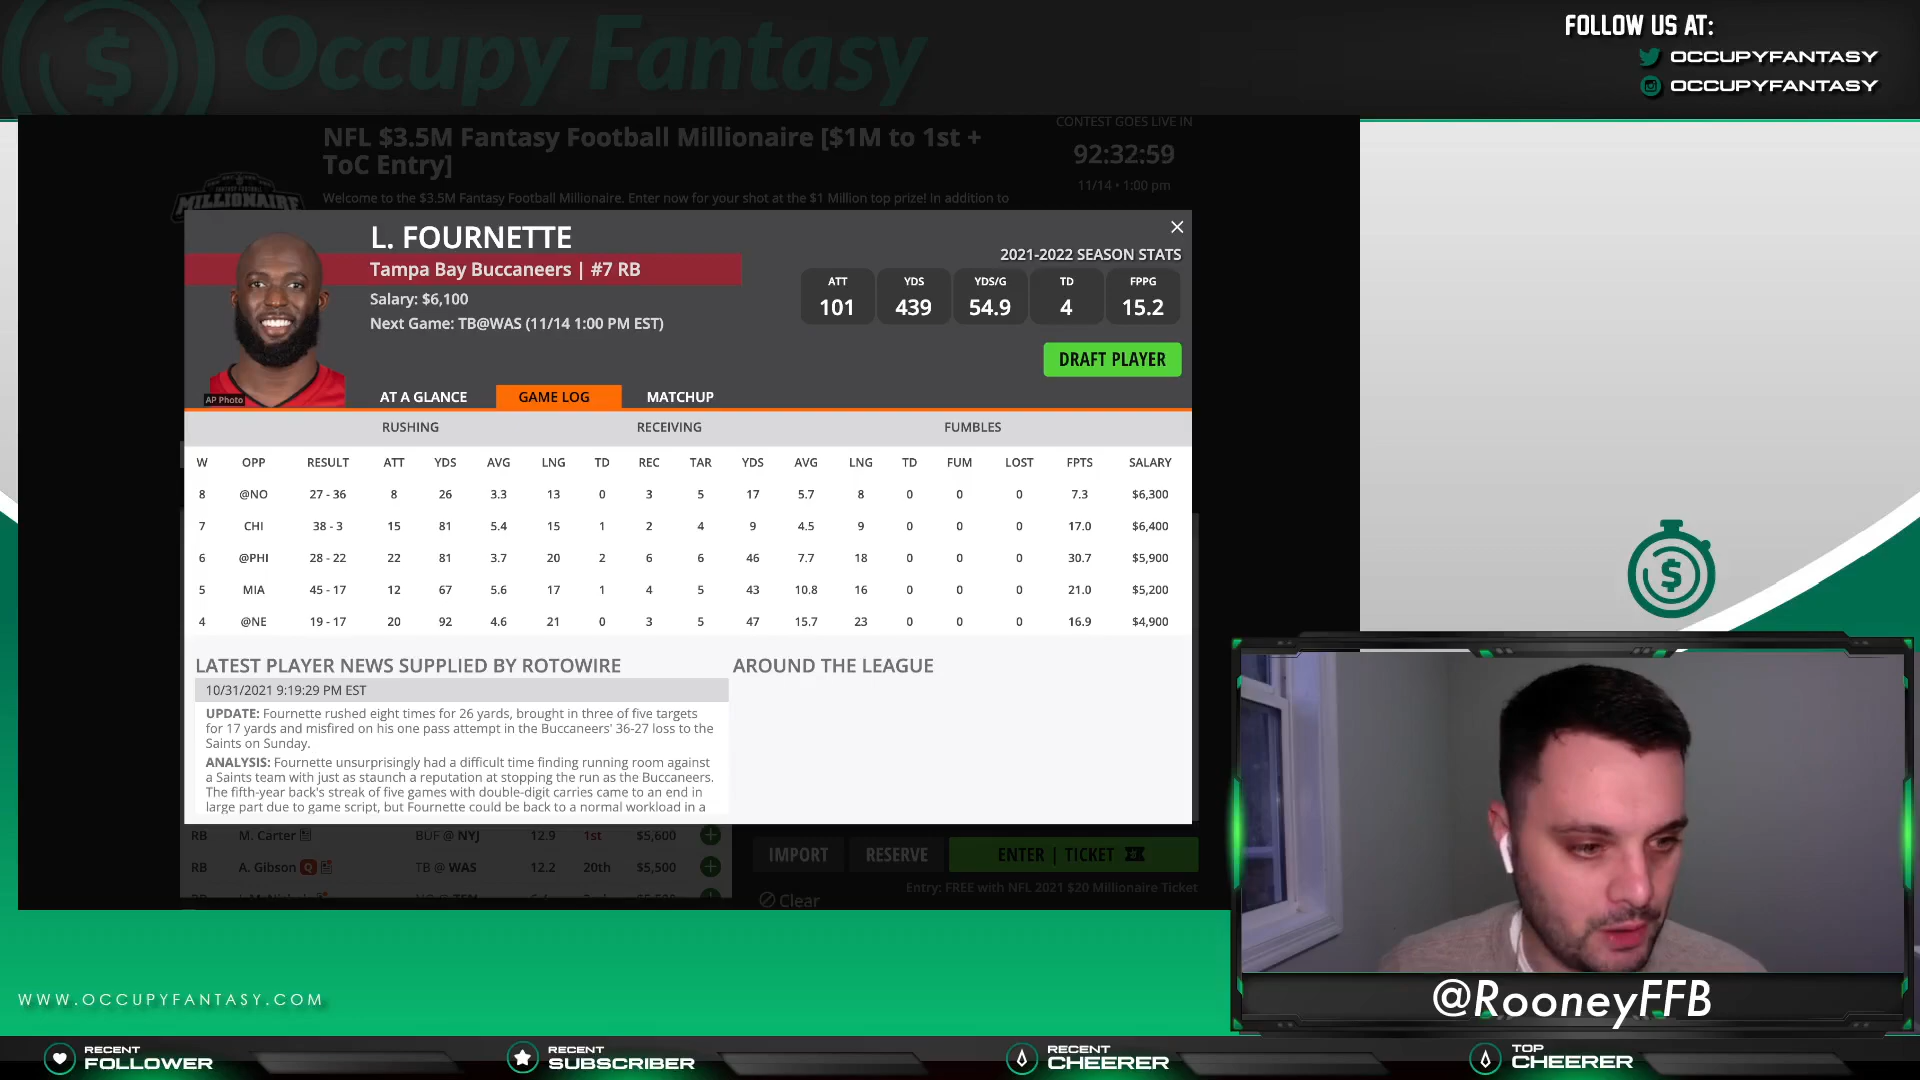 Occupy Fantasy
FOLLOW US AT:
OCCUPYFANTASY
OCCUPYFANTASY
NFL $3.5M Fantasy Football Millionaire [$1M to 1st +
ToC Entry]
CONTEST GOES LIVE IN
92:32:59
11/14 • 1:00 pm
FANTASY FOOTBALL
MILLIONAIRE
Welcome to the $3.5M Fantasy Football Millionaire. Enter now for your shot at the $1 Million top prize! In addition to
L. FOURNETTE
Tampa Bay Buccaneers | #7 RB
Salary: $6,100
Next Game: TB@WAS (11/14 1:00 PM EST)
AP Photo
2021-2022 SEASON STATS
ATT YDS YDS/G TD FPPG
101 439 54.9 4 15.2
DRAFT PLAYER
AT A GLANCE GAME LOG MATCHUP
RUSHING RECEIVING FUMBLES
W OPP RESULT ATT YDS AVG LNG TD REC TAR YDS AVG LNG TD FUM LOST FPTS SALARY
8 @NO 27 - 36 8 26 3.3 13 0 3 5 17 5.7 8 0 0 0 7.3 $6,300
7 CHI 38 - 3 15 81 5.4 15 1 2 4 9 4.5 9 0 0 0 17.0 $6,400
6 @PHI 28 - 22 22 81 3.7 20 2 6 6 46 7.7 18 0 0 0 30.7 $5,900
5 MIA 45 - 17 12 67 5.6 17 1 4 5 43 10.8 16 0 0 0 21.0 $5,200
4 @NE 19 - 17 20 92 4.6 21 0 3 5 47 15.7 23 0 0 0 16.9 $4,900
LATEST PLAYER NEWS SUPPLIED BY ROTOWIRE
10/31/2021 9:19:29 PM EST
UPDATE: Fournette rushed eight times for 26 yards, brought in three of five targets
for 17 yards and misfired on his one pass attempt in the Buccaneers' 36-27 loss to the
Saints on Sunday.
ANALYSIS: Fournette unsurprisingly had a difficult time finding running room against
a Saints team with just as staunch a reputation at stopping the run as the Buccaneers.
The fifth-year back's streak of five games with double-digit carries came to an end in
large part due to game script, but Fournette could be back to a normal workload in a
AROUND THE LEAGUE
RB M. Carter BUF @ NYJ 12.9 1st $5,600
RB A. Gibson Q TB @ WAS 12.2 20th $5,500
IMPORT RESERVE ENTER | TICKET
Entry: FREE with NFL 2021 $20 Millionaire Ticket
Clear
@RooneyFFB
WWW.OCCUPYFANTASY.COM
RECENT
FOLLOWER
RECENT
SUBSCRIBER
RECENT
CHEERER
TOP
CHEERER